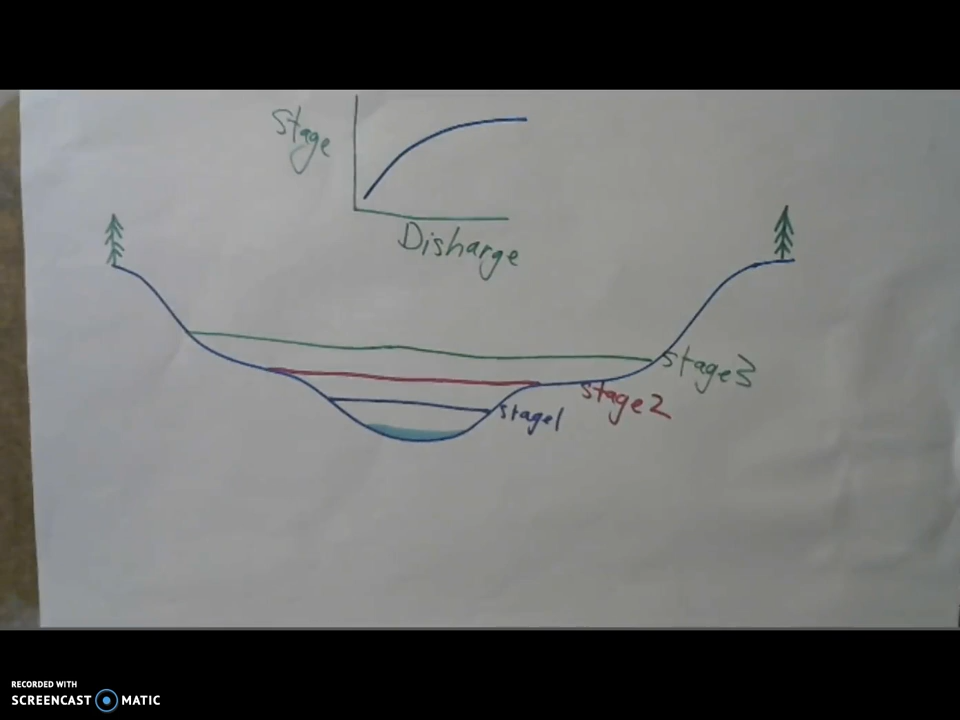 Stage
Disharge
stage3
stage2
stage1
RECORDED WITH
SCREENCAST MATIC